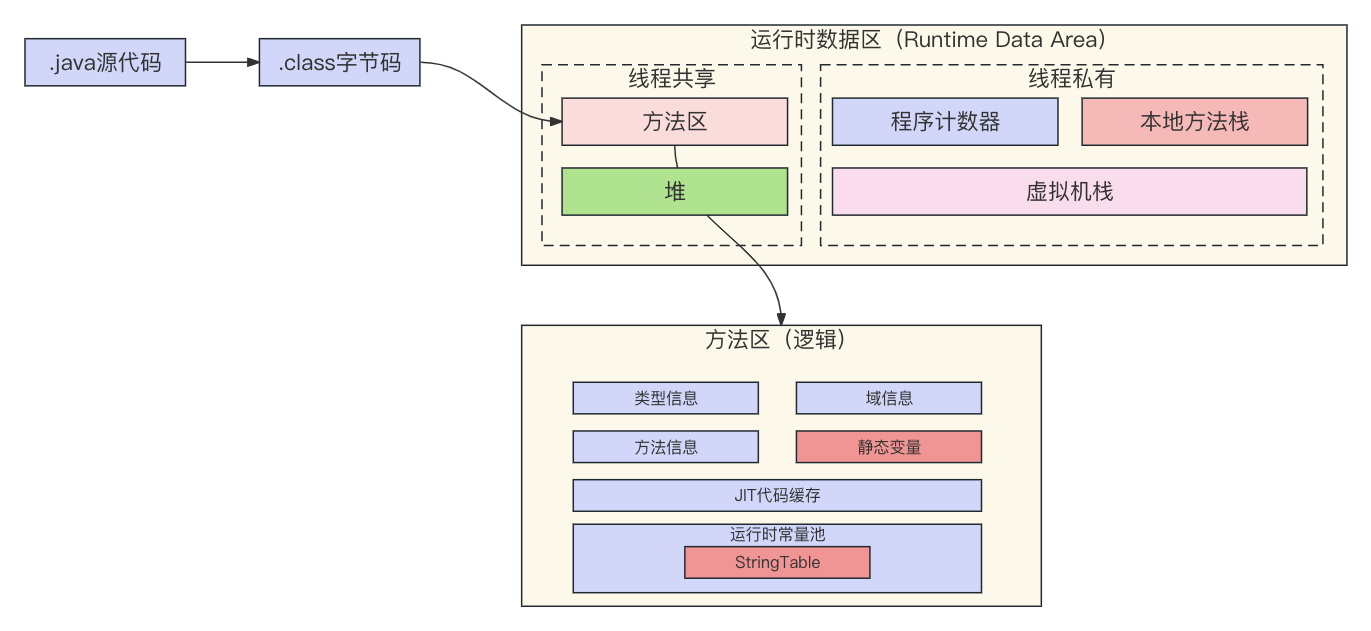 .java源代码
.class字节码
运行时数据区（Runtime Data Area）
线程共享
方法区
堆
线程私有
程序计数器
本地方法栈
虚拟机栈
方法区（逻辑）
类型信息
域信息
方法信息
静态变量
JIT代码缓存
运行时常量池
StringTable